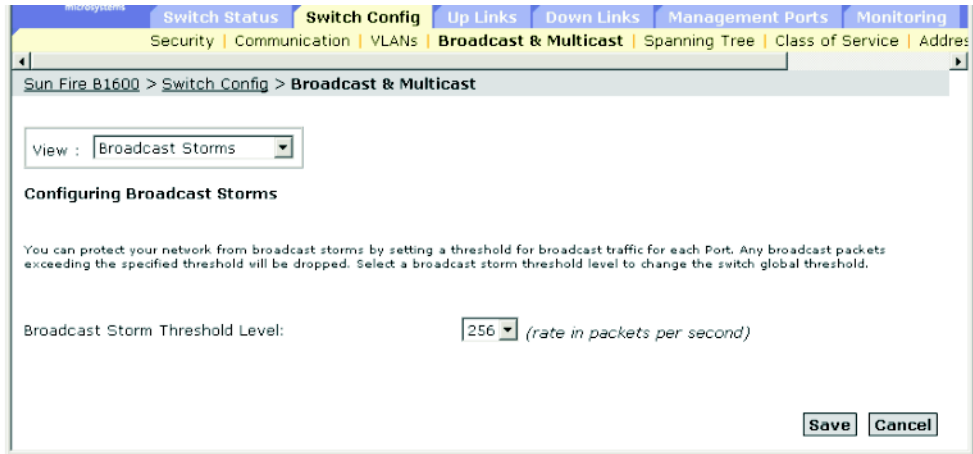 microsystems
Switch Status Switch Config Up Links Down Links Management Ports Monitoring
Security | Communication | VLANs | Broadcast & Multicast | Spanning Tree | Class of Service | Addres
Sun Fire B1600 > Switch Config > Broadcast & Multicast
View : Broadcast Storms
Configuring Broadcast Storms
You can protect your network from broadcast storms by setting a threshold for broadcast traffic for each Port. Any broadcast packets
exceeding the specified threshold will be dropped. Select a broadcast storm threshold level to change the switch global threshold.
Broadcast Storm Threshold Level: 256 (rate in packets per second)
Save Cancel